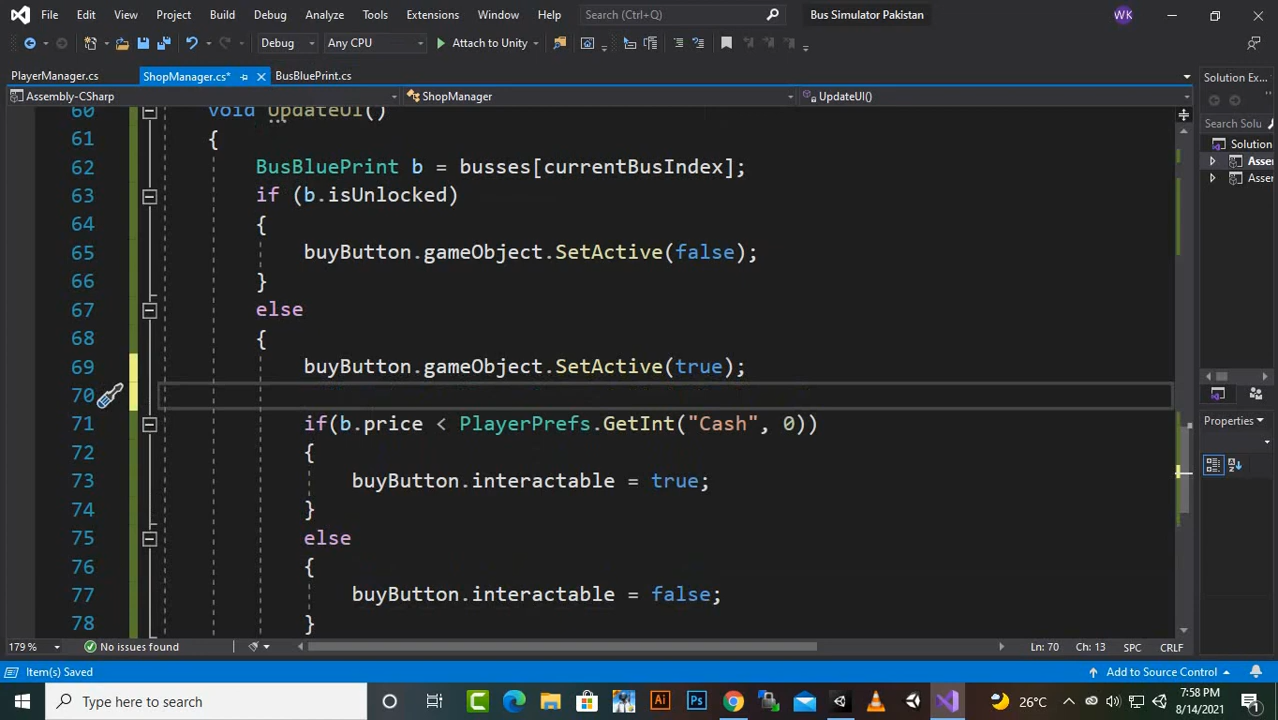 File Edit View Project Build Debug Analyze Tools Extensions Window Help Search (Ctrl+Q) Bus Simulator Pakistan WK
Debug Any CPU Attach to Unity
PlayerManager.cs ShopManager.cs* BusBluePrint.cs Solution Ex...
Assembly-CSharp ShopManager UpdateUI()
60 void UpdateUI()
61 {
62 BusBluePrint b = busses[currentBusIndex];
63 if (b.isUnlocked)
64 {
65 buyButton.gameObject.SetActive(false);
66 }
67 else
68 {
69 buyButton.gameObject.SetActive(true);
70
71 if(b.price < PlayerPrefs.GetInt("Cash", 0))
72 {
73 buyButton.interactable = true;
74 }
75 else
76 {
77 buyButton.interactable = false;
78 }
Search Solu
Solution
Asse
Asser
Properties
179 % No issues found Ln: 70 Ch: 13 SPC CRLF
Item(s) Saved Add to Source Control
Type here to search Ai Ps 26°C 7:58 PM
8/14/2021 1